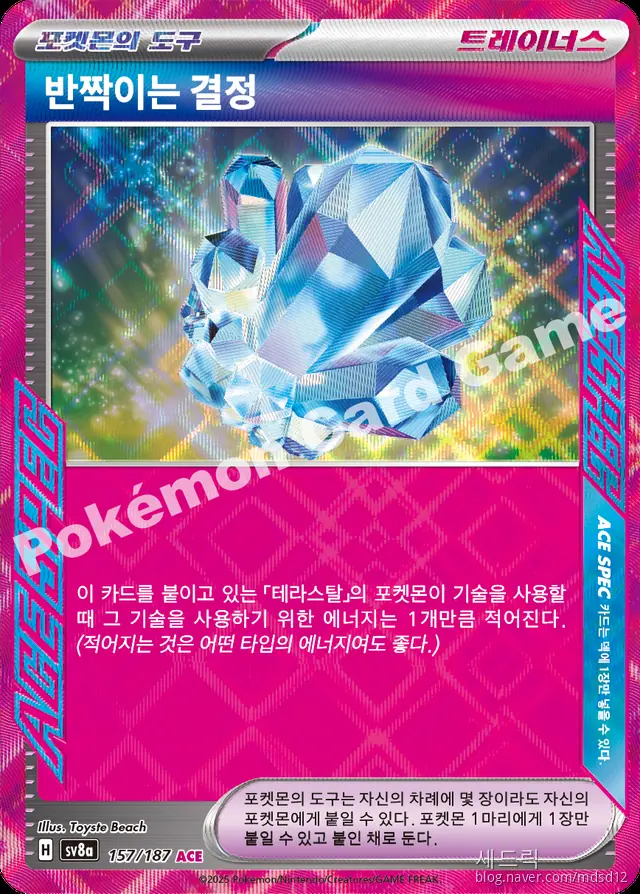 포켓몬의 도구
트레이너스
반짝이는 결정
Pokémon Card Game
ACE SPEC
ACE SPEC
ACE SPEC 카드는 덱에 1장만 넣을 수 있다.
이 카드를 붙이고 있는 「테라스탈」의 포켓몬이 기술을 사용할
때 그 기술을 사용하기 위한 에너지는 1개만큼 적어진다.
(적어지는 것은 어떤 타입의 에너지여도 좋다.)
포켓몬의 도구는 자신의 차례에 몇 장이라도 자신의
포켓몬에게 붙일 수 있다. 포켓몬 1마리에게 1장만
붙일 수 있고 붙인 채로 둔다.
Illus. Toyste Beach
H sv8a 157/187 ACE
©2025 Pokémon/Nintendo/Creatures/GAME FREAK.
세드릭
blog.naver.com/mdsd12